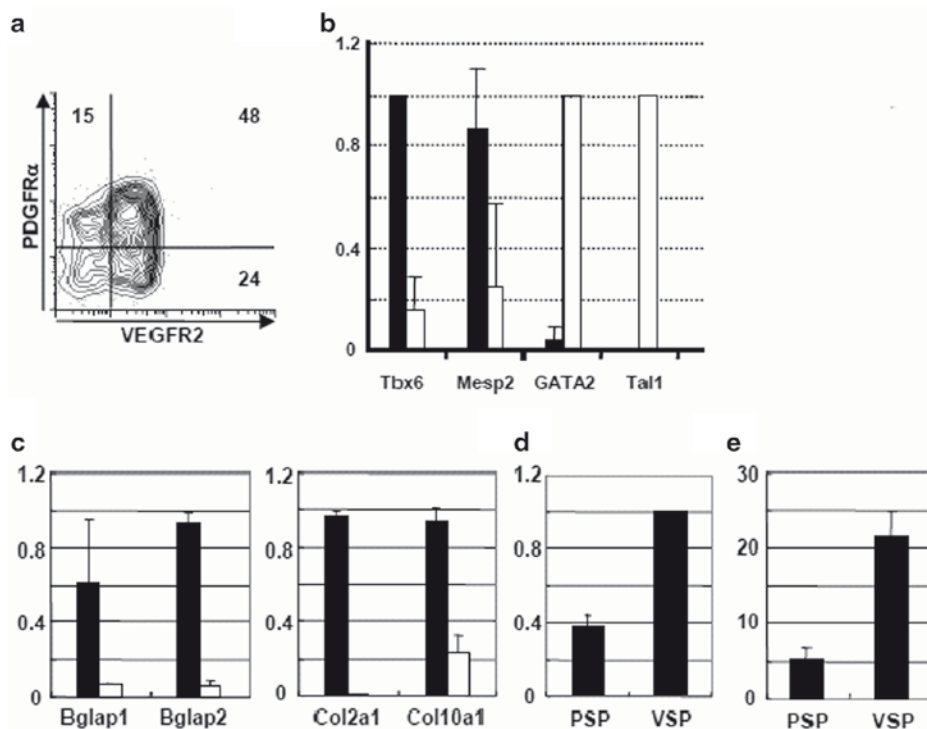 a
15
48
24
PDGFRα
VEGFR2
b
1.2
0.8
0.4
0
Tbx6 Mesp2 GATA2 Tal1
c
1.2
0.8
0.4
0
Bglap1 Bglap2
1.2
0.8
0.4
0
Col2a1 Col10a1
d
1.2
0.8
0.4
0
PSP VSP
e
30
20
10
0
PSP VSP